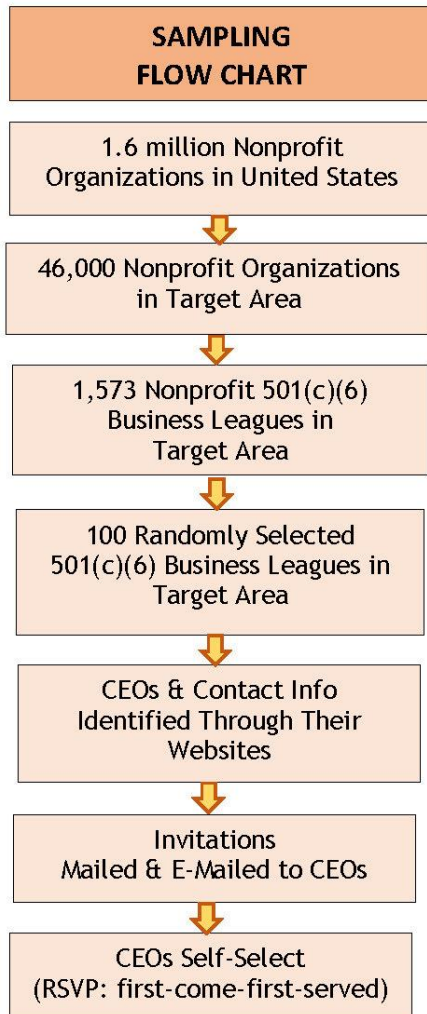 SAMPLING
FLOW CHART
1.6 million Nonprofit
Organizations in United States
46,000 Nonprofit Organizations
in Target Area
1,573 Nonprofit 501(c)(6)
Business Leagues in
Target Area
100 Randomly Selected
501(c)(6) Business Leagues in
Target Area
CEOs & Contact Info
Identified Through Their
Websites
Invitations
Mailed & E-Mailed to CEOs
CEOs Self-Select
(RSVP: first-come-first-served)